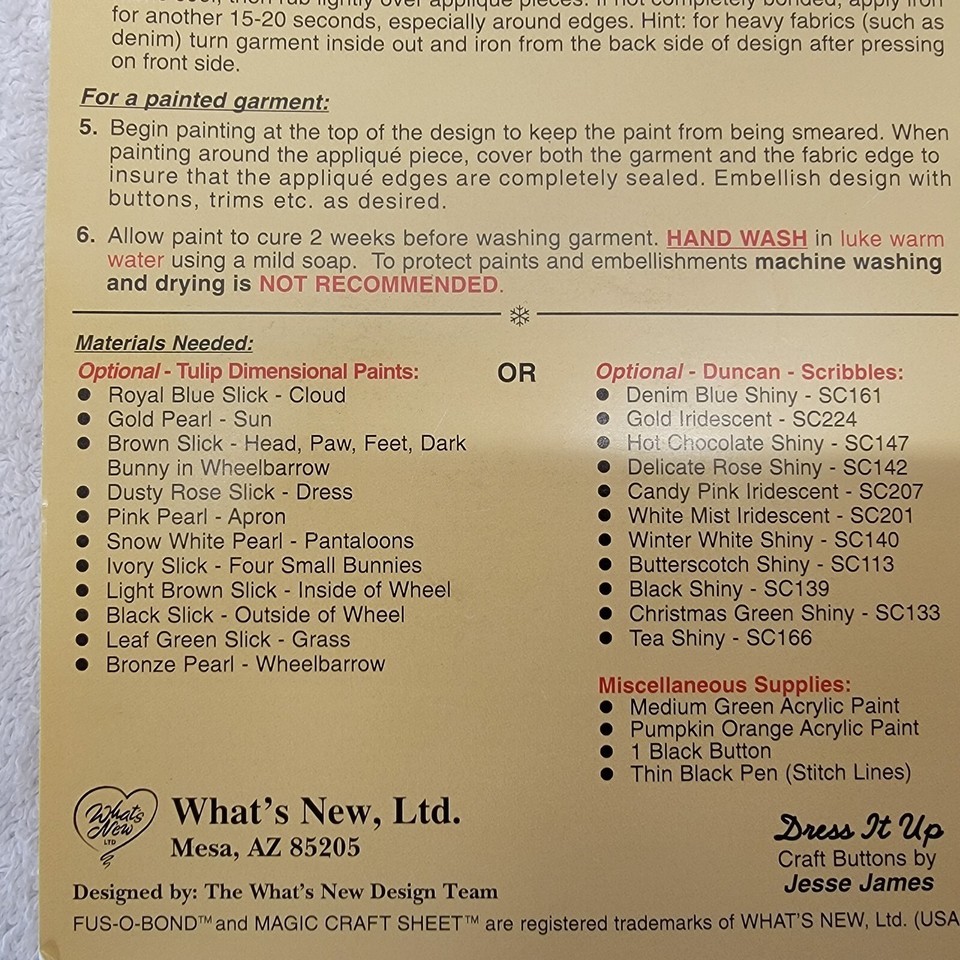 then rub lightly over appliqué pieces. If not completely bonded, apply iron
for another 15-20 seconds, especially around edges. Hint: for heavy fabrics (such as
denim) turn garment inside out and iron from the back side of design after pressing
on front side.
For a painted garment:
5. Begin painting at the top of the design to keep the paint from being smeared. When
painting around the appliqué piece, cover both the garment and the fabric edge to
insure that the appliqué edges are completely sealed. Embellish design with
buttons, trims etc. as desired.
6. Allow paint to cure 2 weeks before washing garment. HAND WASH in luke warm
water using a mild soap. To protect paints and embellishments machine washing
and drying is NOT RECOMMENDED.
Materials Needed:
Optional - Tulip Dimensional Paints:
● Royal Blue Slick - Cloud
● Gold Pearl - Sun
● Brown Slick - Head, Paw, Feet, Dark
Bunny in Wheelbarrow
● Dusty Rose Slick - Dress
● Pink Pearl - Apron
● Snow White Pearl - Pantaloons
● Ivory Slick - Four Small Bunnies
● Light Brown Slick - Inside of Wheel
● Black Slick - Outside of Wheel
● Leaf Green Slick - Grass
● Bronze Pearl - Wheelbarrow
OR
Optional - Duncan - Scribbles:
● Denim Blue Shiny - SC161
● Gold Iridescent - SC224
● Hot Chocolate Shiny - SC147
● Delicate Rose Shiny - SC142
● Candy Pink Iridescent - SC207
● White Mist Iridescent - SC201
● Winter White Shiny - SC140
● Butterscotch Shiny - SC113
● Black Shiny - SC139
● Christmas Green Shiny - SC133
● Tea Shiny - SC166
Miscellaneous Supplies:
● Medium Green Acrylic Paint
● Pumpkin Orange Acrylic Paint
● 1 Black Button
● Thin Black Pen (Stitch Lines)
What's
New
LTD
What's New, Ltd.
Mesa, AZ 85205
Dress It Up
Craft Buttons by
Jesse James
Designed by: The What's New Design Team
FUS-O-BOND™ and MAGIC CRAFT SHEET™ are registered trademarks of WHAT'S NEW, Ltd. (USA